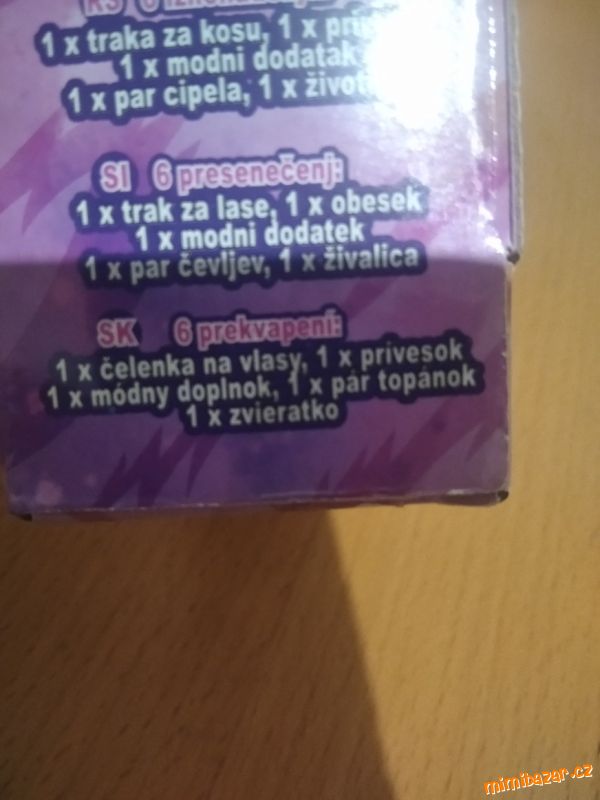 RS 6
1 x traka za kosu, 1 x
1 x modni dodatak
1 x par cipela, 1 x
SI 6 presenečenj:
1 x trak za lase, 1 x obesek
1 x modni dodatek
1 x par čevljev, 1 x živalica
SK 6 prekvapení:
1 x čelenka na vlasy, 1 x prívesok
1 x módny doplnok, 1 x pár topánok
1 x zvieratko
mimibazar.cz